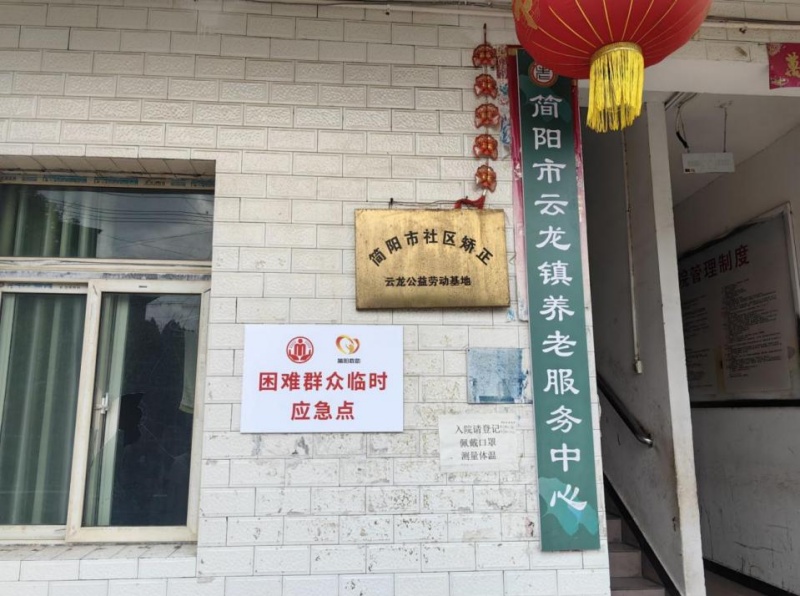 简阳市社区矫正
云龙公益劳动基地
困难群众临时
应急点
入院请登记
佩戴口罩
测量体温
简阳市云龙镇养老服务中心
院管理制度
萬